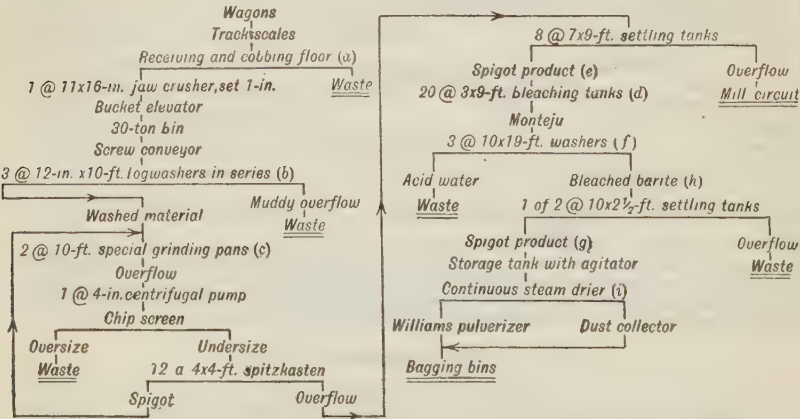 Wagons
Track scales
Receiving and cobbing floor (a)
1 @ 11x16-in. jaw crusher, set 1-in.
Waste
Bucket elevator
30-ton bin
Screw conveyor
3 @ 12-in. x10-ft. logwashers in series (b)
Washed material
Muddy overflow
Waste
2 @ 10-ft. special grinding pans (c)
Overflow
1 @ 4-in. centrifugal pump
Chip screen
Oversize
Undersize
Waste
12 a 4x4-ft. spitzkasten
Spigot
Overflow
8 @ 7x9-ft. settling tanks
Spigot product (e)
Overflow
20 @ 3x9-ft. bleaching tanks (d)
Mill circuit
Monteju
3 @ 10x19-ft. washers (f)
Acid water
Bleached barite (h)
Waste
1 of 2 @ 10x2½-ft. settling tanks
Spigot product (g)
Overflow
Storage tank with agitator
Waste
Continuous steam drier (i)
Williams pulverizer
Dust collector
Bagging bins